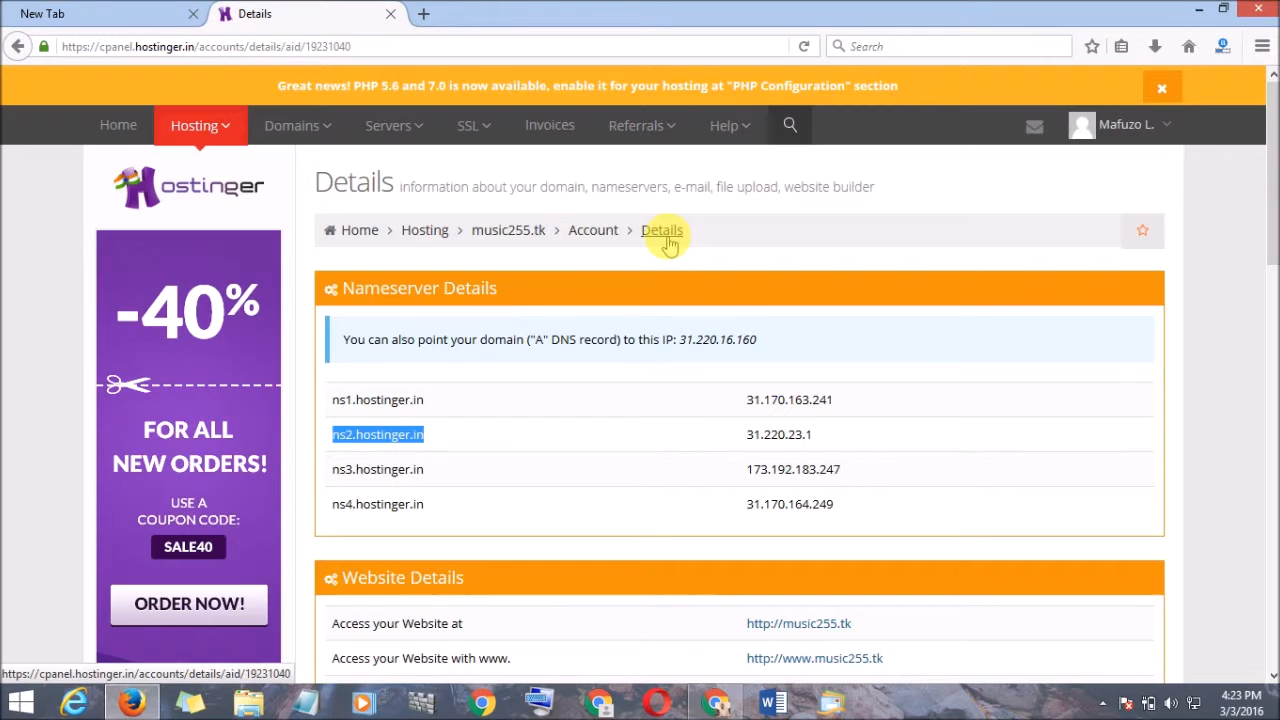 New Tab
Details
https://cpanel.hostinger.in/accounts/details/aid/19231040
Search
Great news! PHP 5.6 and 7.0 is now available, enable it for your hosting at "PHP Configuration" section
Home Hosting Domains Servers SSL Invoices Referrals Help Mafuzo L.
Hostinger
Details information about your domain, nameservers, e-mail, file upload, website builder
Home > Hosting > music255.tk > Account > Details
-40%
FOR ALL
NEW ORDERS!
USE A
COUPON CODE:
SALE40
ORDER NOW!
Nameserver Details
You can also point your domain ("A" DNS record) to this IP: 31.220.16.160
ns1.hostinger.in 31.170.163.241
ns2.hostinger.in 31.220.23.1
ns3.hostinger.in 173.192.183.247
ns4.hostinger.in 31.170.164.249
Website Details
Access your Website at http://music255.tk
Access your Website with www. http://www.music255.tk
https://cpanel.hostinger.in/accounts/details/aid/19231040
4:23 PM
3/3/2016